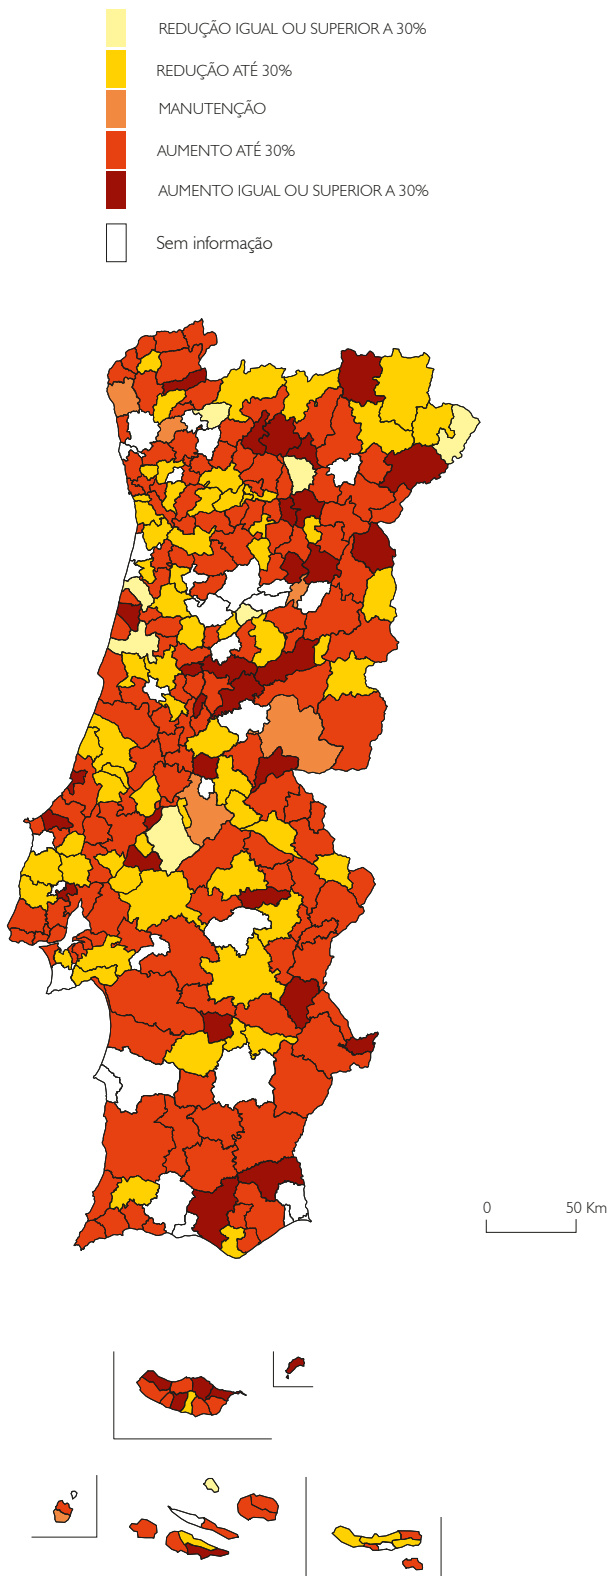 REDUÇÃO IGUAL OU SUPERIOR A 30%
REDUÇÃO ATÉ 30%
MANUTENÇÃO
AUMENTO ATÉ 30%
AUMENTO IGUAL OU SUPERIOR A 30%
Sem informação
0 50 Km